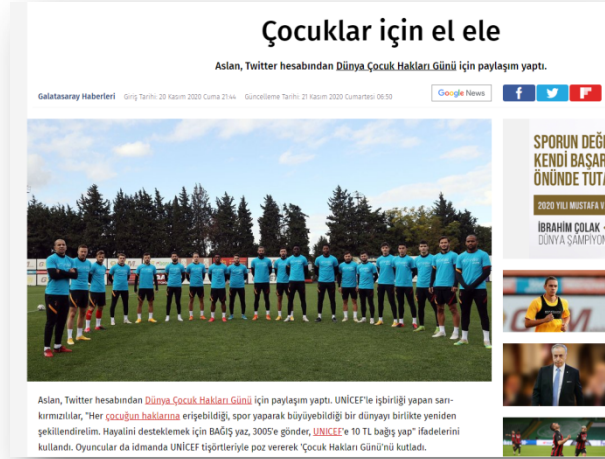 Çocuklar için el ele
Aslan, Twitter hesabından Dünya Çocuk Hakları Günü için paylaşım yaptı.
Galatasaray Haberleri Giriş Tarihi: 20 Kasım 2020 Cuma 21:44 Güncelleme Tarihi: 21 Kasım 2020 Cumartesi 06:50
Google News
SPORUN DEĞ
KENDİ BAŞAR
ÖNÜNDE TUTA
2020 YILI MUSTAFA V
İBRAHİM ÇOLAK -
DÜNYA ŞAMPİYON
Aslan, Twitter hesabından Dünya Çocuk Hakları Günü için paylaşım yaptı. UNİCEF'le işbirliği yapan sarı-
kırmızılılar, "Her çocuğun haklarına erişebildiği, spor yaparak büyüyebildiği bir dünyayı birlikte yeniden
şekillendirelim. Hayalini desteklemek için BAĞIŞ yaz, 3005'e gönder, UNICEF'e 10 TL bağış yap" ifadelerini
kullandı. Oyuncular da idmanda UNİCEF tişörtleriyle poz vererek 'Çocuk Hakları Günü'nü kutladı.